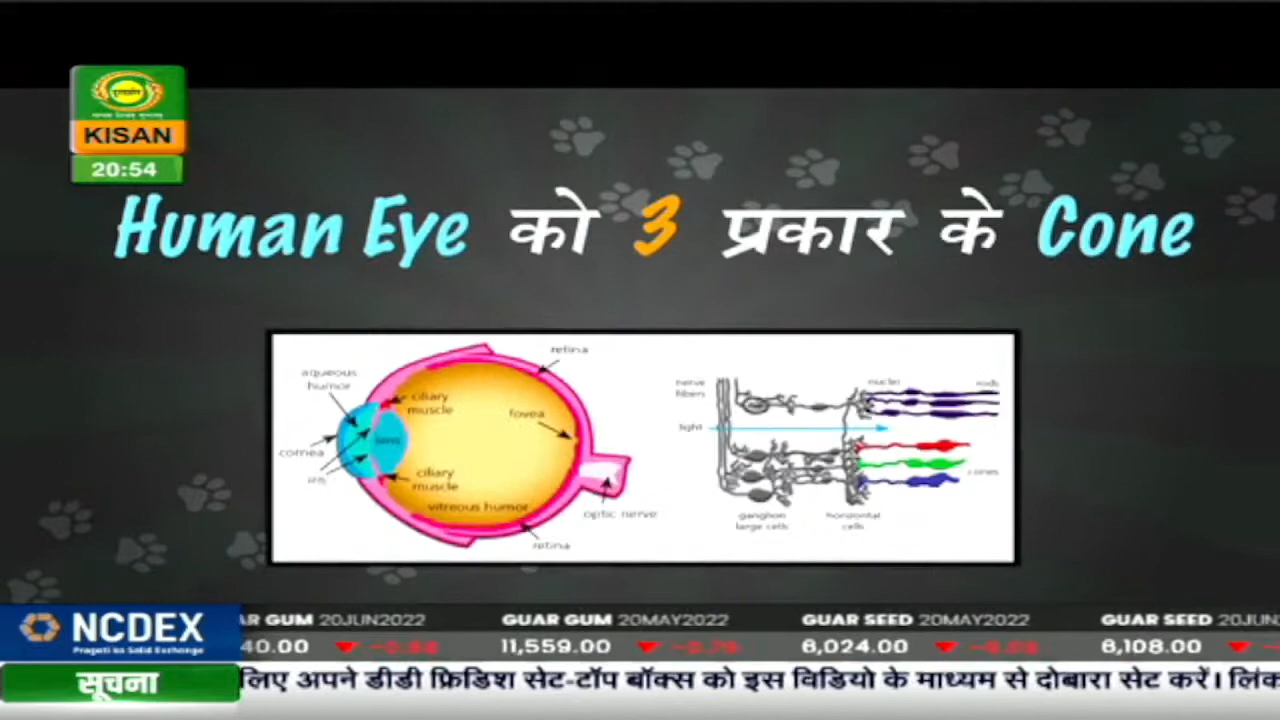 दूरदर्शन
KISAN
20:54
Human Eye को 3 प्रकार के Cone
retina
aqueous humor
ciliary muscle
fovea
lens
cornea
iris
ciliary muscle
vitreous humor
optic nerve
retina
nerve fibers
nuclei
rods
light
cones
ganglion large cells
horizontal cells
NCDEX
Pragati ka Solid Exchange
AR GUM 20JUN2022 GUAR GUM 20MAY2022 GUAR SEED 20MAY2022 GUAR SEED 20JUN
40.00 11,559.00 6,024.00 6,108.00
सूचना
लिए अपने डीडी फ्रिडिश सेट-टॉप बॉक्स को इस विडियो के माध्यम से दोबारा सेट करें। लिंक